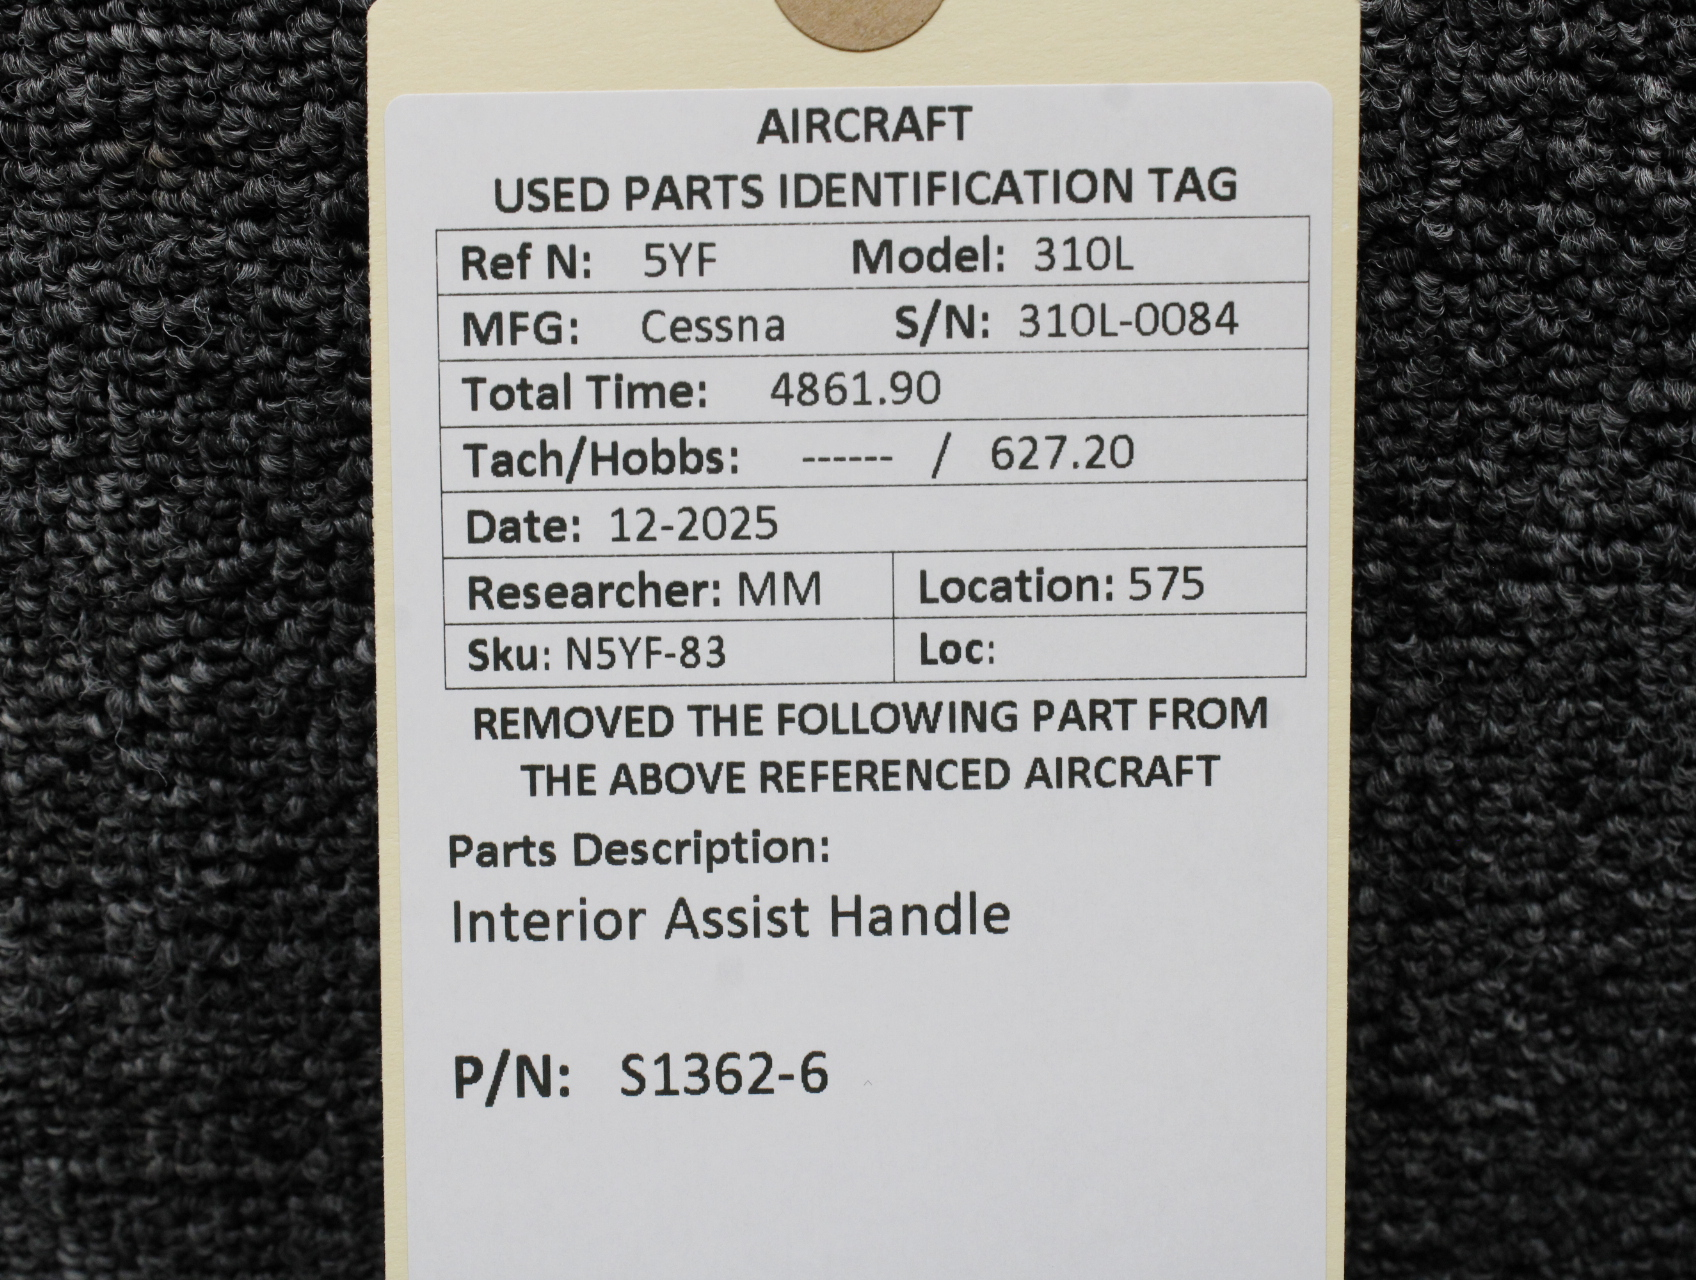 AIRCRAFT
USED PARTS IDENTIFICATION TAG
Ref N: 5YF Model: 310L
MFG: Cessna S/N: 310L-0084
Total Time: 4861.90
Tach/Hobbs: ------ / 627.20
Date: 12-2025
Researcher: MM Location: 575
Sku: N5YF-83 Loc:
REMOVED THE FOLLOWING PART FROM
THE ABOVE REFERENCED AIRCRAFT
Parts Description:
Interior Assist Handle
P/N: S1362-6